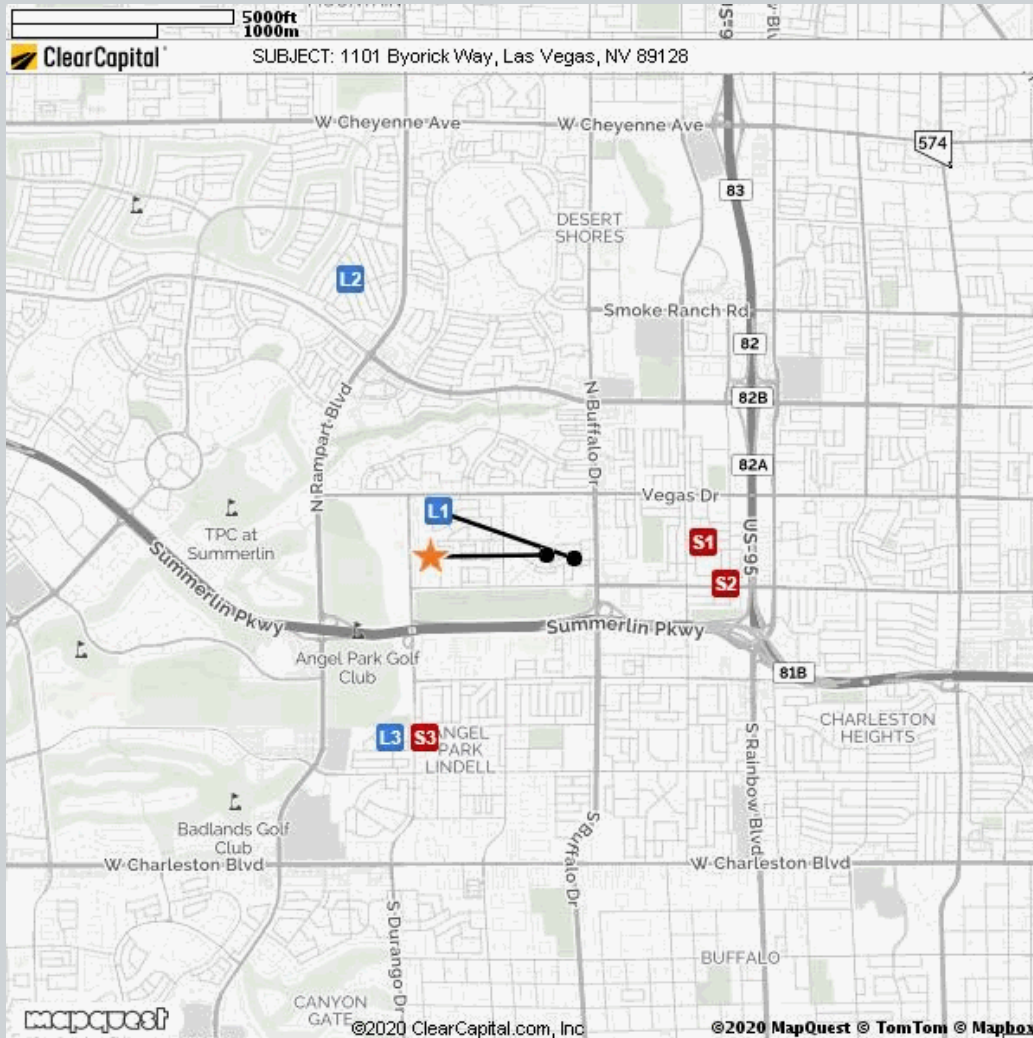 5000ft
1000m
ClearCapital
SUBJECT: 1101 Byorick Way, Las Vegas, NV 89128
W Cheyenne Ave
W Cheyenne Ave
574
83
DESERT
SHORES
L2
Smoke Ranch Rd
82
N Rampart Blvd
N Buffalo Dr
82B
82A
Vegas Dr
L1
TPC at
Summerlin
S1
US-95
S2
Summerlin Pkwy
Summerlin Pkwy
Angel Park Golf
Club
81B
L3
S3
ANGEL
PARK
LINDELL
CHARLESTON
HEIGHTS
S Rainbow Blvd
Badlands Golf
Club
S Buffalo Dr
W Charleston Blvd
W Charleston Blvd
S Durango Dr
BUFFALO
CANYON
GATE
mapquest
©2020 ClearCapital.com, Inc
©2020 MapQuest © TomTom © Mapbox